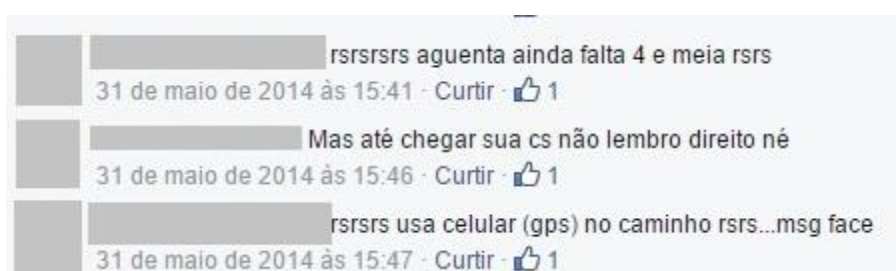 rsrsrsrs aguenta ainda falta 4 e meia rsrs
31 de maio de 2014 às 15:41 · Curtir · 1
Mas até chegar sua cs não lembro direito né
31 de maio de 2014 às 15:46 · Curtir · 1
rsrsrs usa celular (gps) no caminho rsrs...msg face
31 de maio de 2014 às 15:47 · Curtir · 1